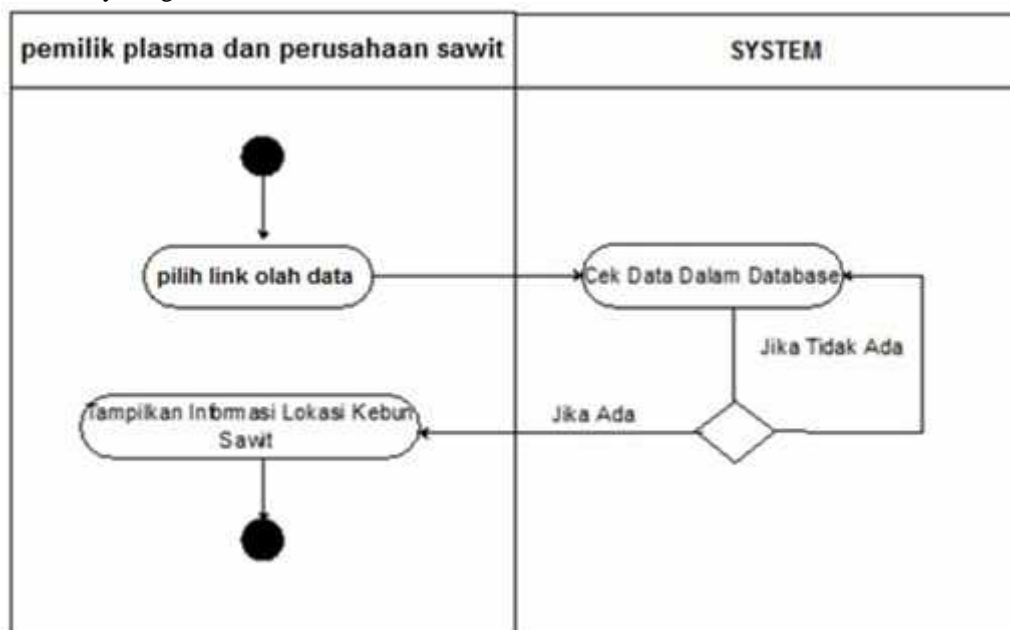 pemilik plasma dan perusahaan sawit
SYSTEM
pilih link olah data
Cek Data Dalam Database
Jika Tidak Ada
Tampilkan Informasi Lokasi Kebun
Sawit
Jika Ada